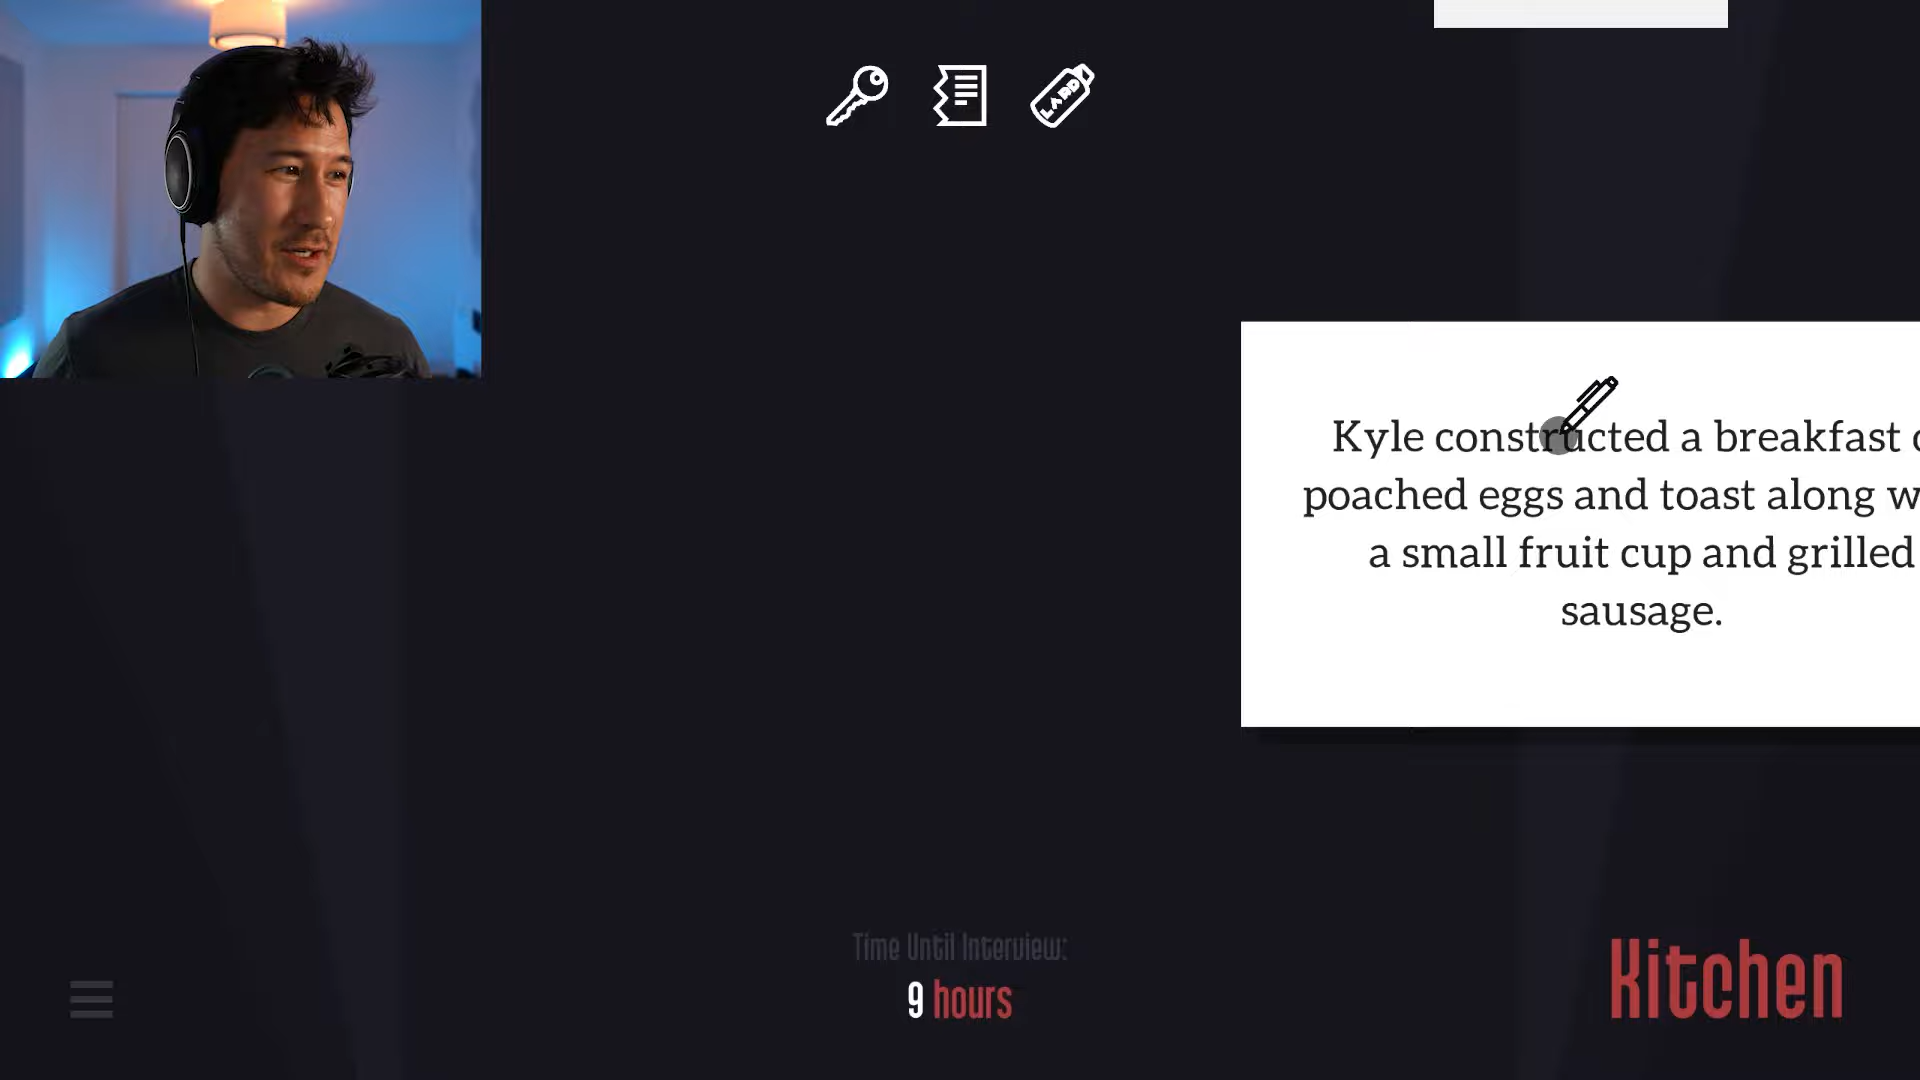 LARD
Kyle constructed a breakfast
poached eggs and toast along
a small fruit cup and grilled
sausage.
Time Until Interview:
9 hours
Kitchen